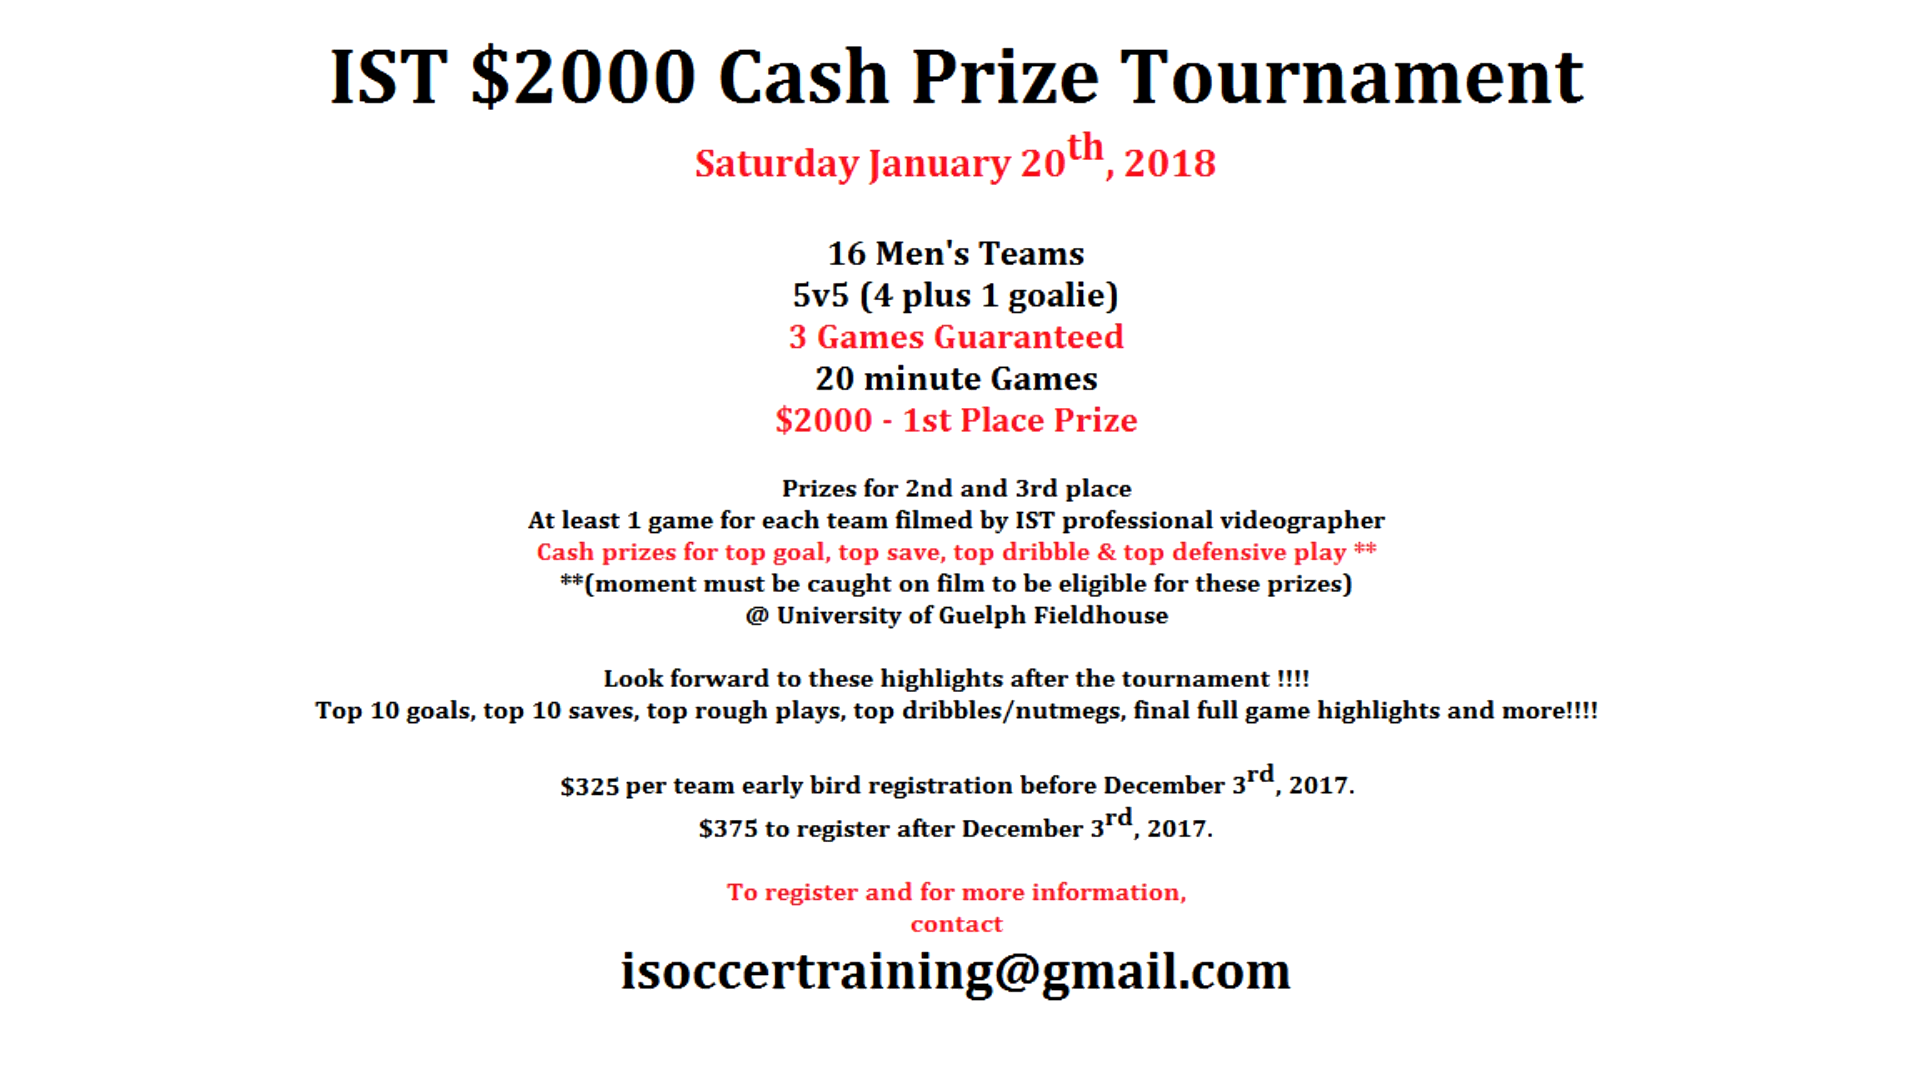 IST $2000 Cash Prize Tournament
Saturday January 20th, 2018
16 Men's Teams
5v5 (4 plus 1 goalie)
3 Games Guaranteed
20 minute Games
$2000 - 1st Place Prize
Prizes for 2nd and 3rd place
At least 1 game for each team filmed by IST professional videographer
Cash prizes for top goal, top save, top dribble & top defensive play **
**(moment must be caught on film to be eligible for these prizes)
@ University of Guelph Fieldhouse
Look forward to these highlights after the tournament !!!!
Top 10 goals, top 10 saves, top rough plays, top dribbles/nutmegs, final full game highlights and more!!!!
$325 per team early bird registration before December 3rd, 2017.
$375 to register after December 3rd, 2017.
To register and for more information,
contact
isoccertraining@gmail.com